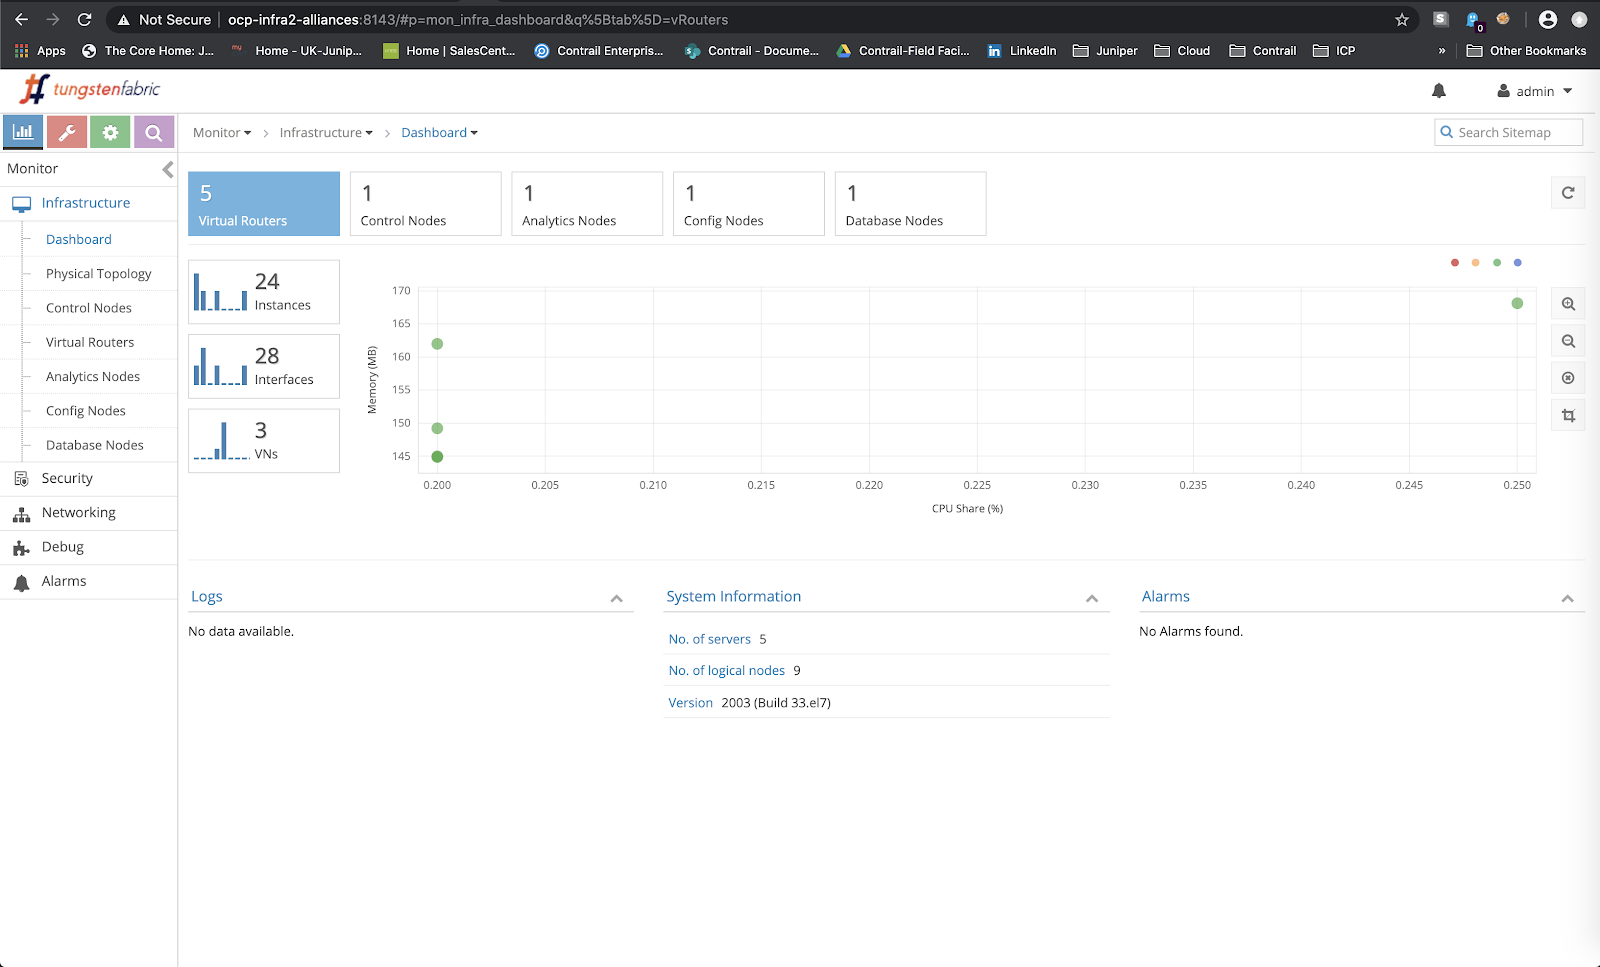 Not Secure ocp-infra2-alliances:8143/#p=mon_infra_dashboard&q%5Btab%5D=vRouters
0
Apps The Core Home: J... my Home - UK-Junip... Home | SalesCent... Contrail Enterpris... Contrail - Docume... Contrail-Field Faci... LinkedIn Juniper Cloud Contrail ICP » Other Bookmarks
tungstenfabric
admin
Monitor Infrastructure Dashboard
Search Sitemap
Monitor
Infrastructure
Dashboard
Physical Topology
Control Nodes
Virtual Routers
Analytics Nodes
Config Nodes
Database Nodes
Security
Networking
Debug
Alarms
5
Virtual Routers
1
Control Nodes
1
Analytics Nodes
1
Config Nodes
1
Database Nodes
24
Instances
28
Interfaces
3
VNs
Memory (MB)
170
165
160
155
150
145
0.200 0.205 0.210 0.215 0.220 0.225 0.230 0.235 0.240 0.245 0.250
CPU Share (%)
Logs
No data available.
System Information
No. of servers 5
No. of logical nodes 9
Version 2003 (Build 33.el7)
Alarms
No Alarms found.